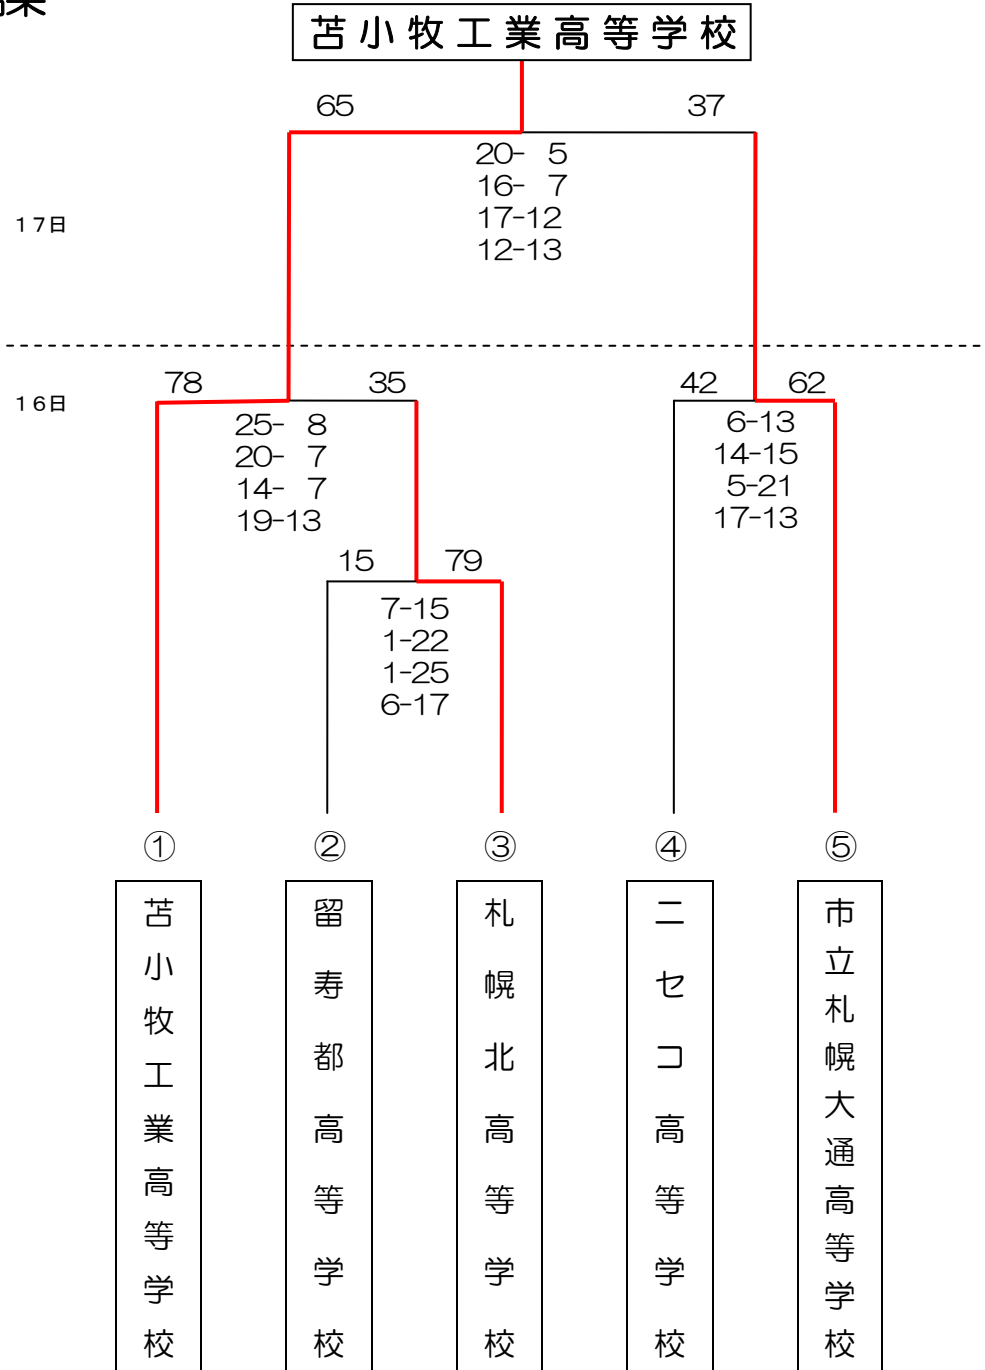 苫小牧工業高等学校
65 37
20- 5
16- 7
17-12
12-13
17日
16日
78 35
42 62
25- 8
20- 7
14- 7
19-13
6-13
14-15
5-21
17-13
15 79
7-15
1-22
1-25
6-17
① ② ③ ④ ⑤
苫小牧工業高等学校
留寿都高等学校
札幌北高等学校
ニセコ高等学校
市立札幌大通高等学校